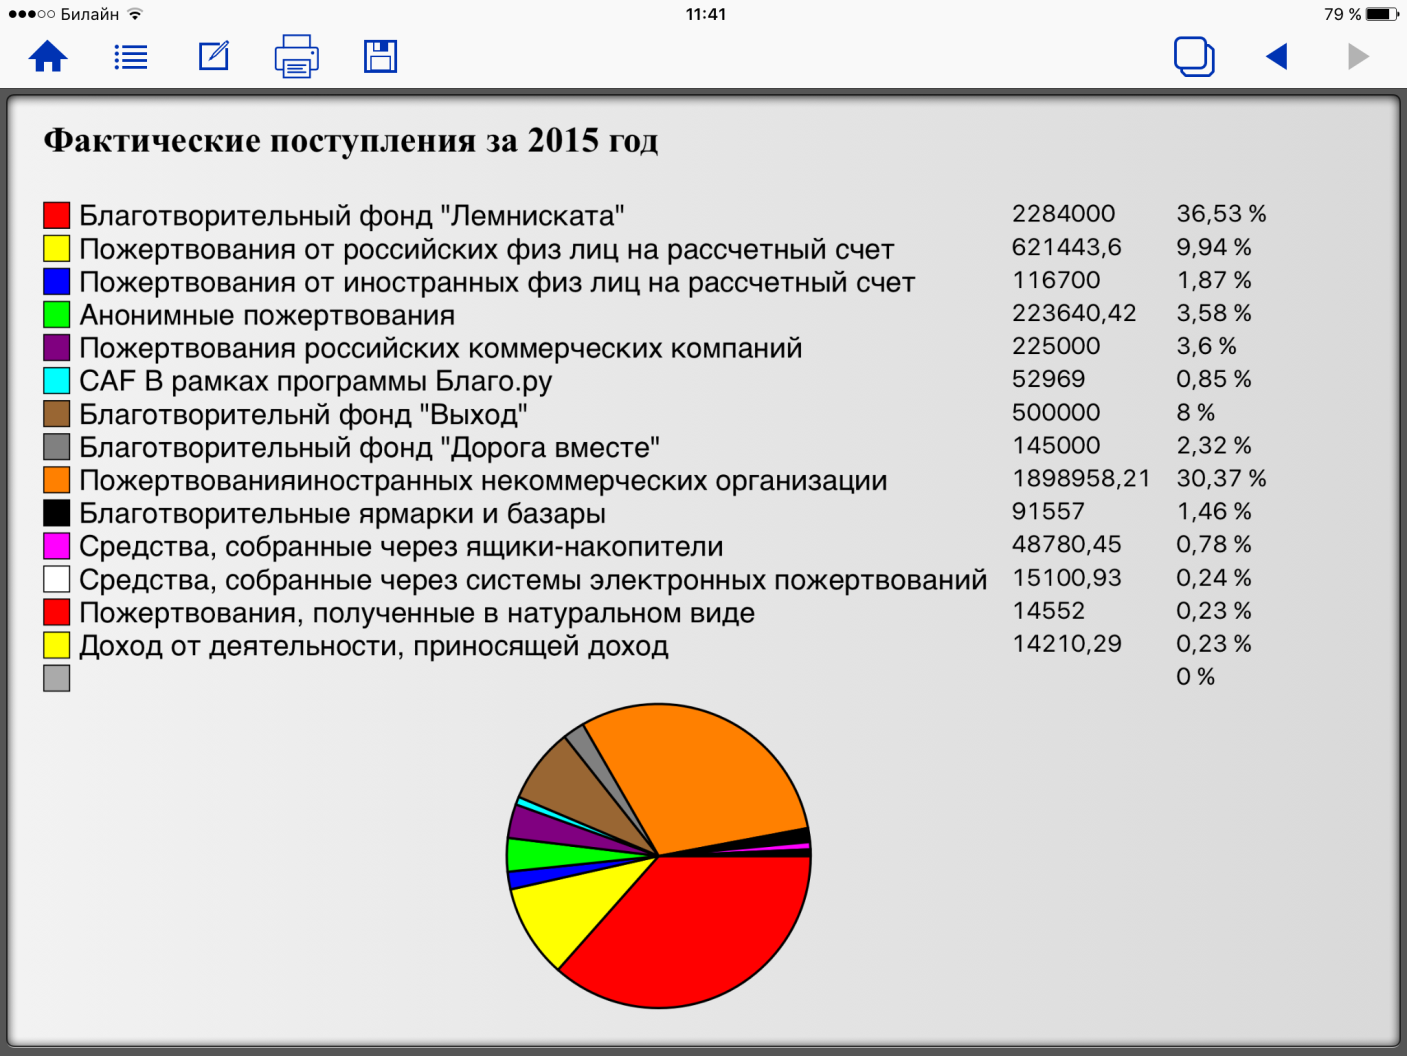 Билайн 11:41 79 %
Фактические поступления за 2015 год
Благотворительный фонд "Лемниската" 2284000 36,53 %
Пожертвования от российских физ лиц на рассчетный счет 621443,6 9,94 %
Пожертвования от иностранных физ лиц на рассчетный счет 116700 1,87 %
Анонимные пожертвования 223640,42 3,58 %
Пожертвования российских коммерческих компаний 225000 3,6 %
CAF В рамках программы Благо.ру 52969 0,85 %
Благотворительнй фонд "Выход" 500000 8 %
Благотворительный фонд "Дорога вместе" 145000 2,32 %
Пожертвованияиностранных некоммерческих организации 1898958,21 30,37 %
Благотворительные ярмарки и базары 91557 1,46 %
Средства, собранные через ящики-накопители 48780,45 0,78 %
Средства, собранные через системы электронных пожертвований 15100,93 0,24 %
Пожертвования, полученные в натуральном виде 14552 0,23 %
Доход от деятельности, приносящей доход 14210,29 0,23 %
0 %